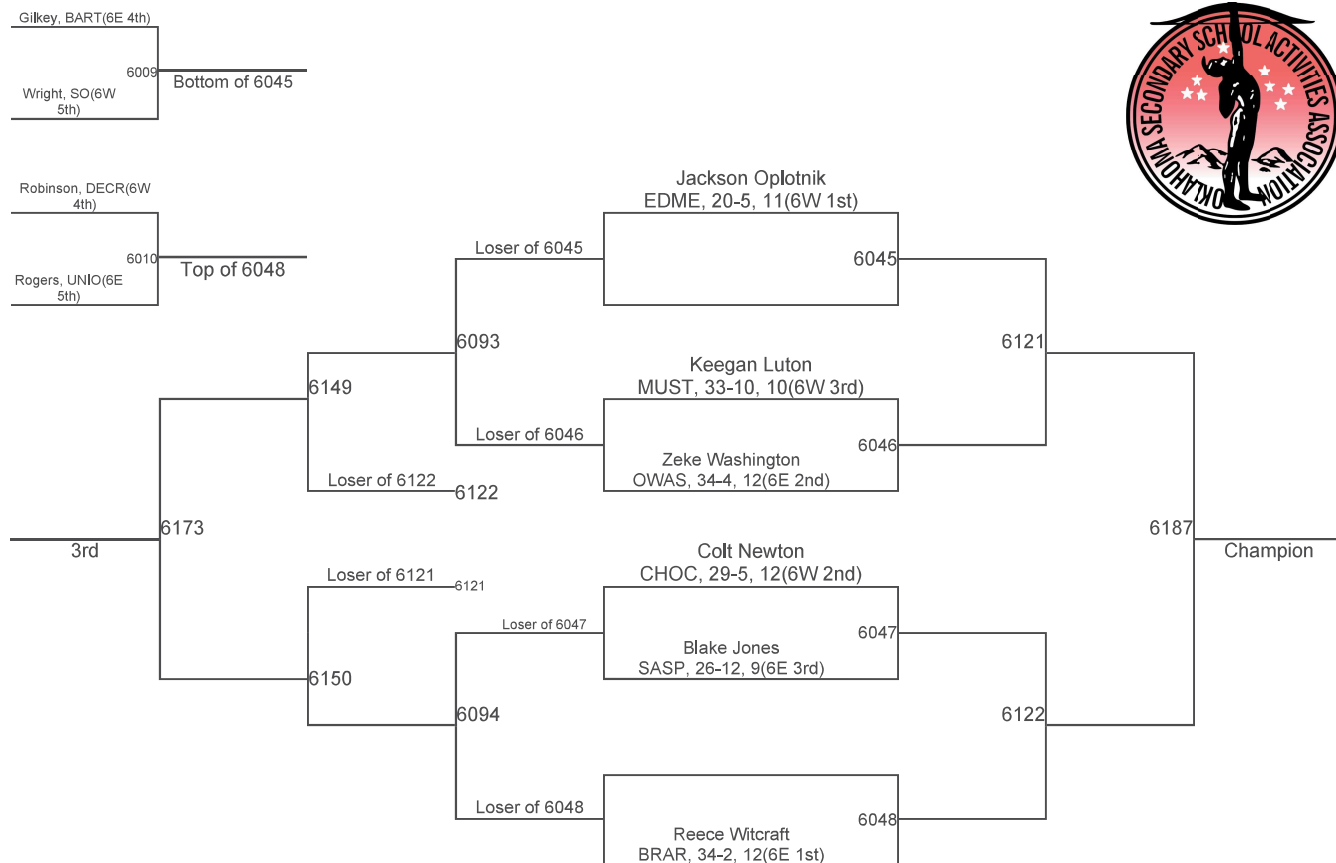 Gilkey, BART(6E 4th)
6009
Bottom of 6045
Wright, SO(6W
5th)
Robinson, DECR(6W
4th)
6010
Top of 6048
Rogers, UNIO(6E
5th)
OKLAHOMA SECONDARY SCHOOL ACTIVITIES ASSOCIATION
Jackson Oplotnik
EDME, 20-5, 11(6W 1st)
Loser of 6045
6045
6093
6121
Keegan Luton
MUST, 33-10, 10(6W 3rd)
6149
Loser of 6046
6046
Zeke Washington
OWAS, 34-4, 12(6E 2nd)
Loser of 6122
6122
6173
3rd
6187
Champion
Colt Newton
CHOC, 29-5, 12(6W 2nd)
Loser of 6121
6121
Loser of 6047
6047
Blake Jones
SASP, 26-12, 9(6E 3rd)
6150
6094
6122
Loser of 6048
6048
Reece Witcraft
BRAR, 34-2, 12(6E 1st)